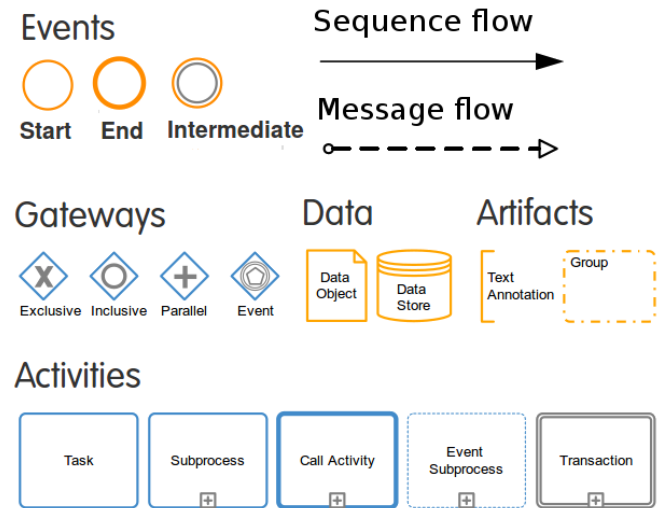 Events
Sequence flow
Start End Intermediate
Message flow
Gateways
Data
Artifacts
X
Exclusive Inclusive Parallel Event
Data
Object
Data
Store
Text
Annotation
Group
Activities
Task
Subprocess
Call Activity
Event
Subprocess
Transaction